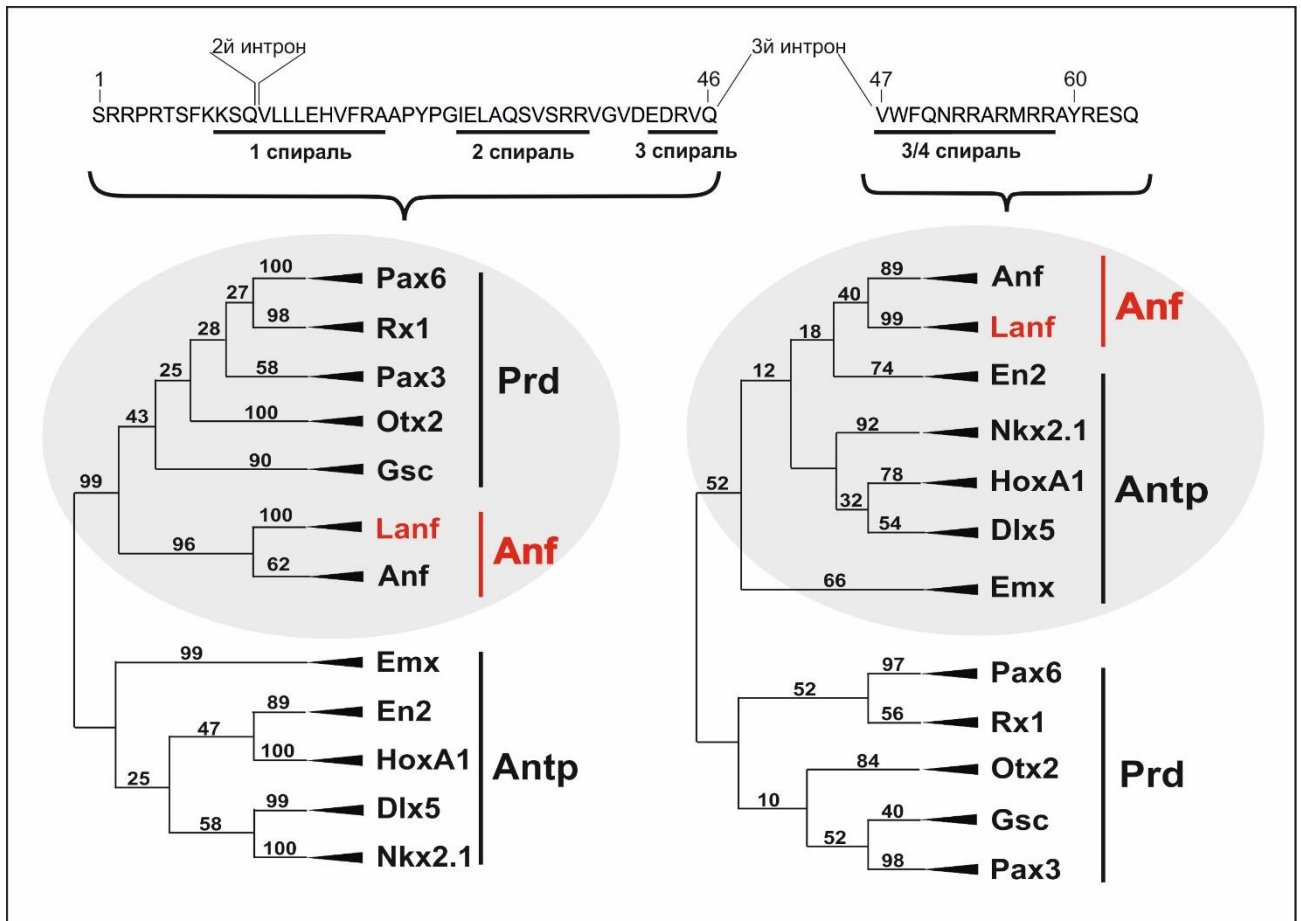 2й интрон
3й интрон
1
46
47
60
SRRPRTSFKKSQVLLLEHVFRAAPYPGIELAQSVSRRVGVDEDRVQ
VWFQNRRARMRRAYRESQ
1 спираль
2 спираль
3 спираль
3/4 спираль
100
Pax6
27
98
Rx1
28
58
Pax3
Prd
25
100
Otx2
43
90
Gsc
99
100
Lanf
96
Anf
62
Anf
99
Emx
89
En2
47
100
HoxA1
Antp
25
99
Dlx5
58
100
Nkx2.1
89
Anf
40
99
Lanf
Anf
18
74
En2
12
92
Nkx2.1
78
HoxA1
Antp
52
32
54
Dlx5
66
Emx
97
Pax6
52
56
Rx1
84
Otx2
Prd
10
40
Gsc
52
98
Pax3